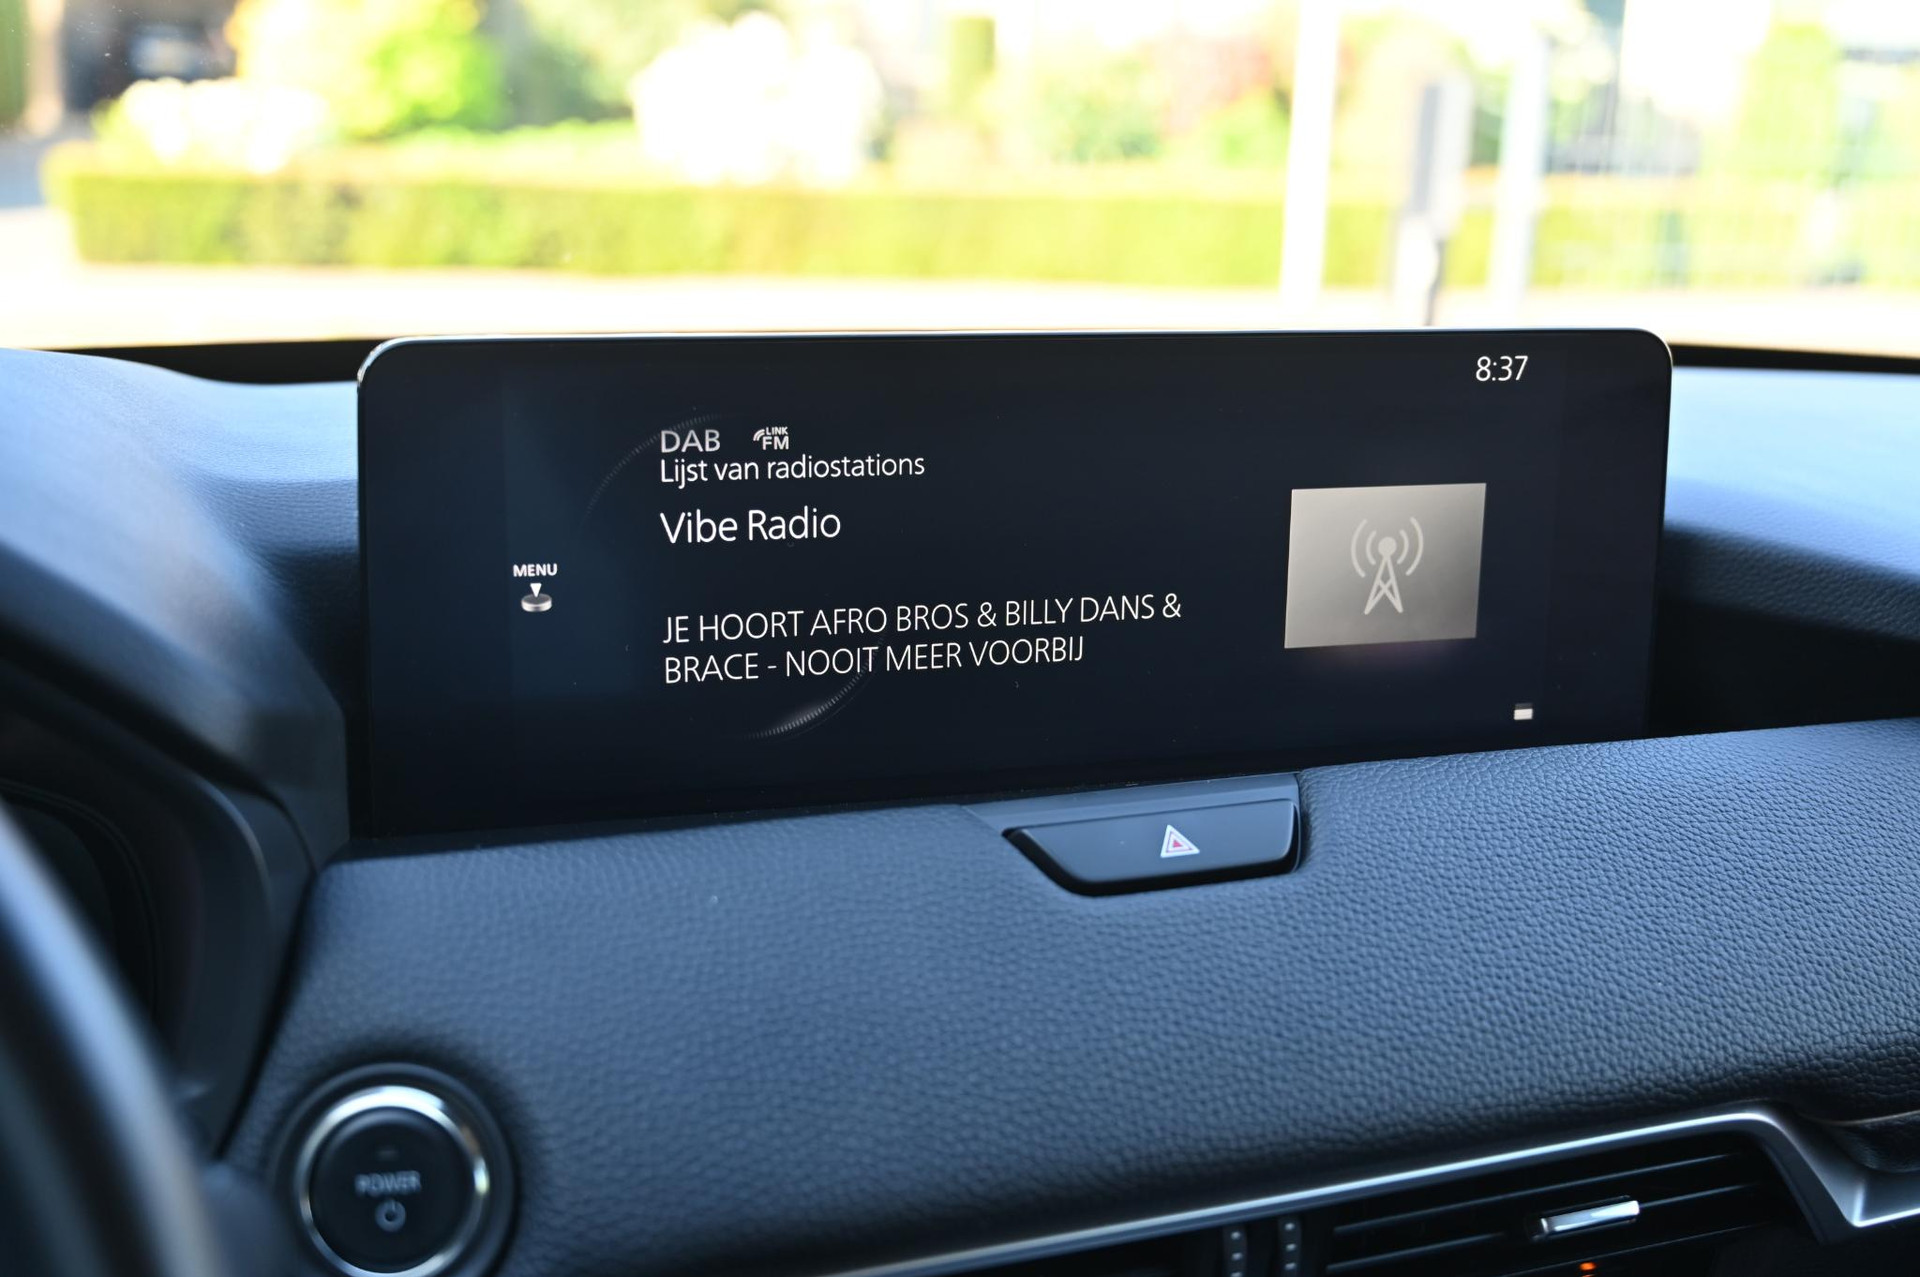 8:37
DAB LINK FM
Lijst van radiostations
Vibe Radio
MENU
JE HOORT AFRO BROS & BILLY DANS &
BRACE - NOOIT MEER VOORBIJ
POWER